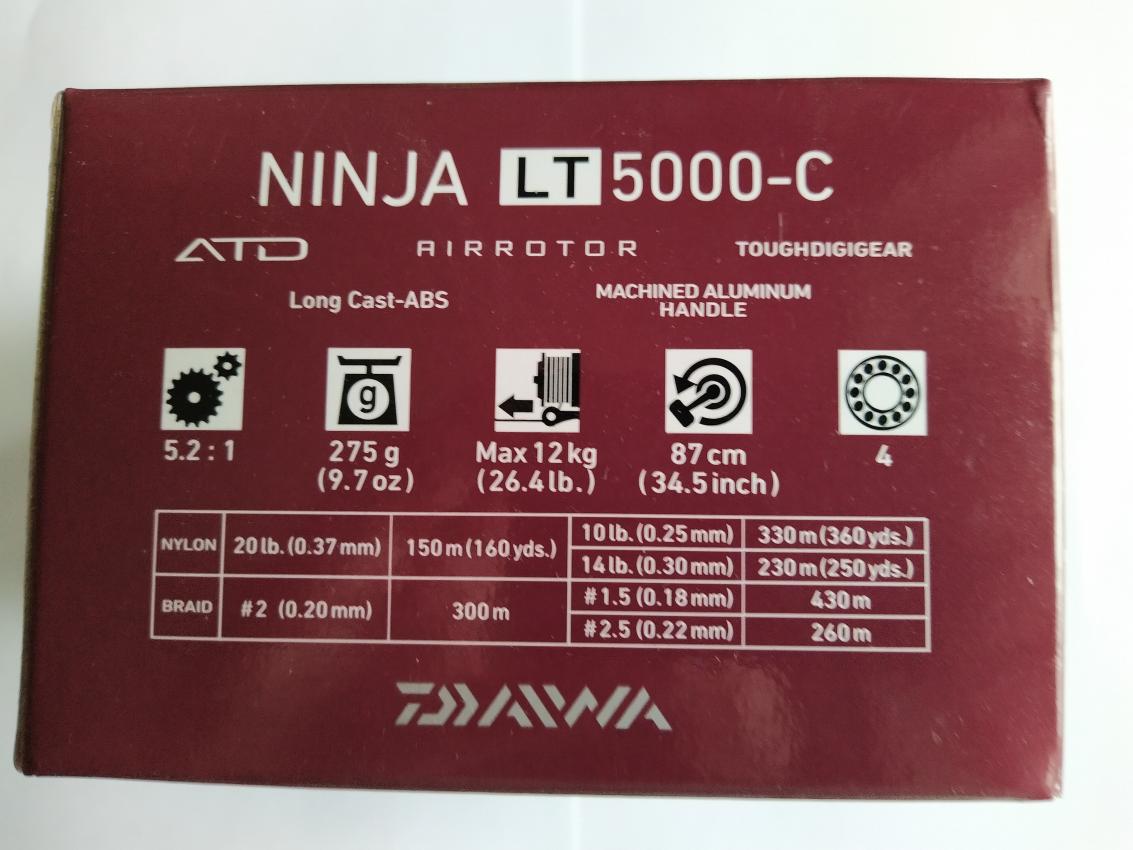 NINJA LT 5000-C
ATD AIRROTOR TOUGHDIGIGEAR
Long Cast-ABS MACHINED ALUMINUM
HANDLE
g
5.2 : 1 275 g Max 12 kg 87 cm 4
(9.7 oz) (26.4 lb.) (34.5 inch)
NYLON 20 lb. (0.37 mm) 150 m (160 yds.) 10 lb. (0.25 mm) 330 m (360 yds.)
14 lb. (0.30 mm) 230 m (250 yds.)
BRAID #2 (0.20 mm) 300 m #1.5 (0.18 mm) 430 m
#2.5 (0.22 mm) 260 m
DAIWA